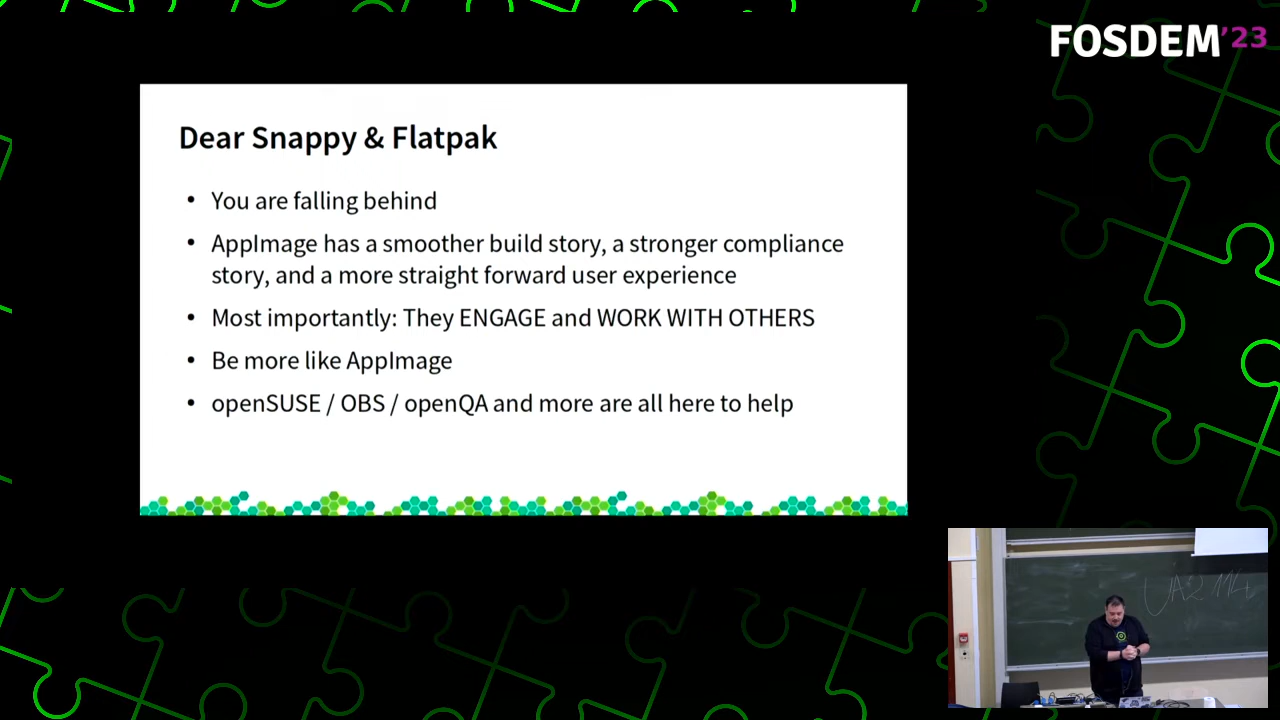 FOSDEM'23
Dear Snappy & Flatpak
• You are falling behind
• AppImage has a smoother build story, a stronger compliance
story, and a more straight forward user experience
• Most importantly: They ENGAGE and WORK WITH OTHERS
• Be more like AppImage
• openSUSE / OBS / openQA and more are all here to help